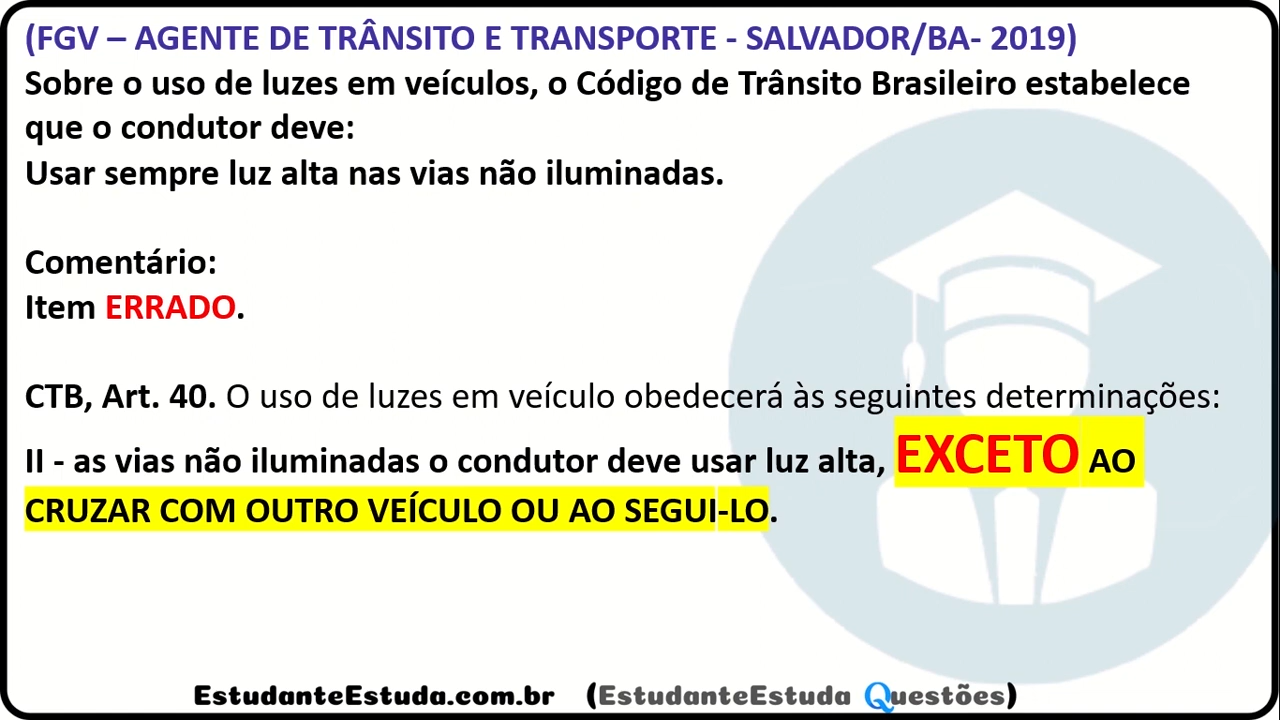 (FGV – AGENTE DE TRÂNSITO E TRANSPORTE - SALVADOR/BA- 2019)
Sobre o uso de luzes em veículos, o Código de Trânsito Brasileiro estabelece
que o condutor deve:
Usar sempre luz alta nas vias não iluminadas.
Comentário:
Item ERRADO.
CTB, Art. 40. O uso de luzes em veículo obedecerá às seguintes determinações:
II - as vias não iluminadas o condutor deve usar luz alta, EXCETO AO
CRUZAR COM OUTRO VEÍCULO OU AO SEGUI-LO.
EstudanteEstuda.com.br (EstudanteEstuda Questões)